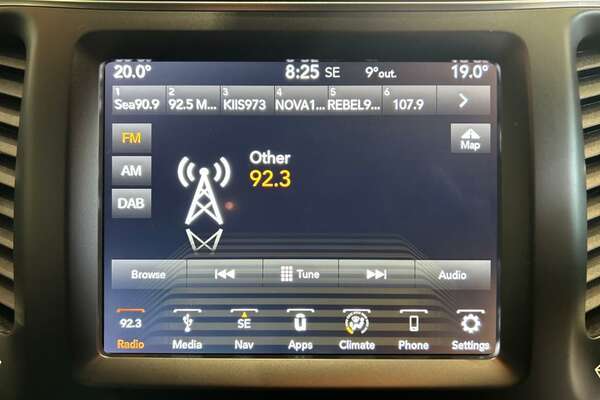 20.0° 8:25 SE 9°out. 19.0°
1 2 3 4 5 6
Sea90.9 92.5 M... KIIS973 NOVA1... REBEL9... 107.9
FM
Map
AM
Other
92.3
DAB
Browse Tune Audio
92.3 SE
Radio Media Nav Apps Climate Phone Settings